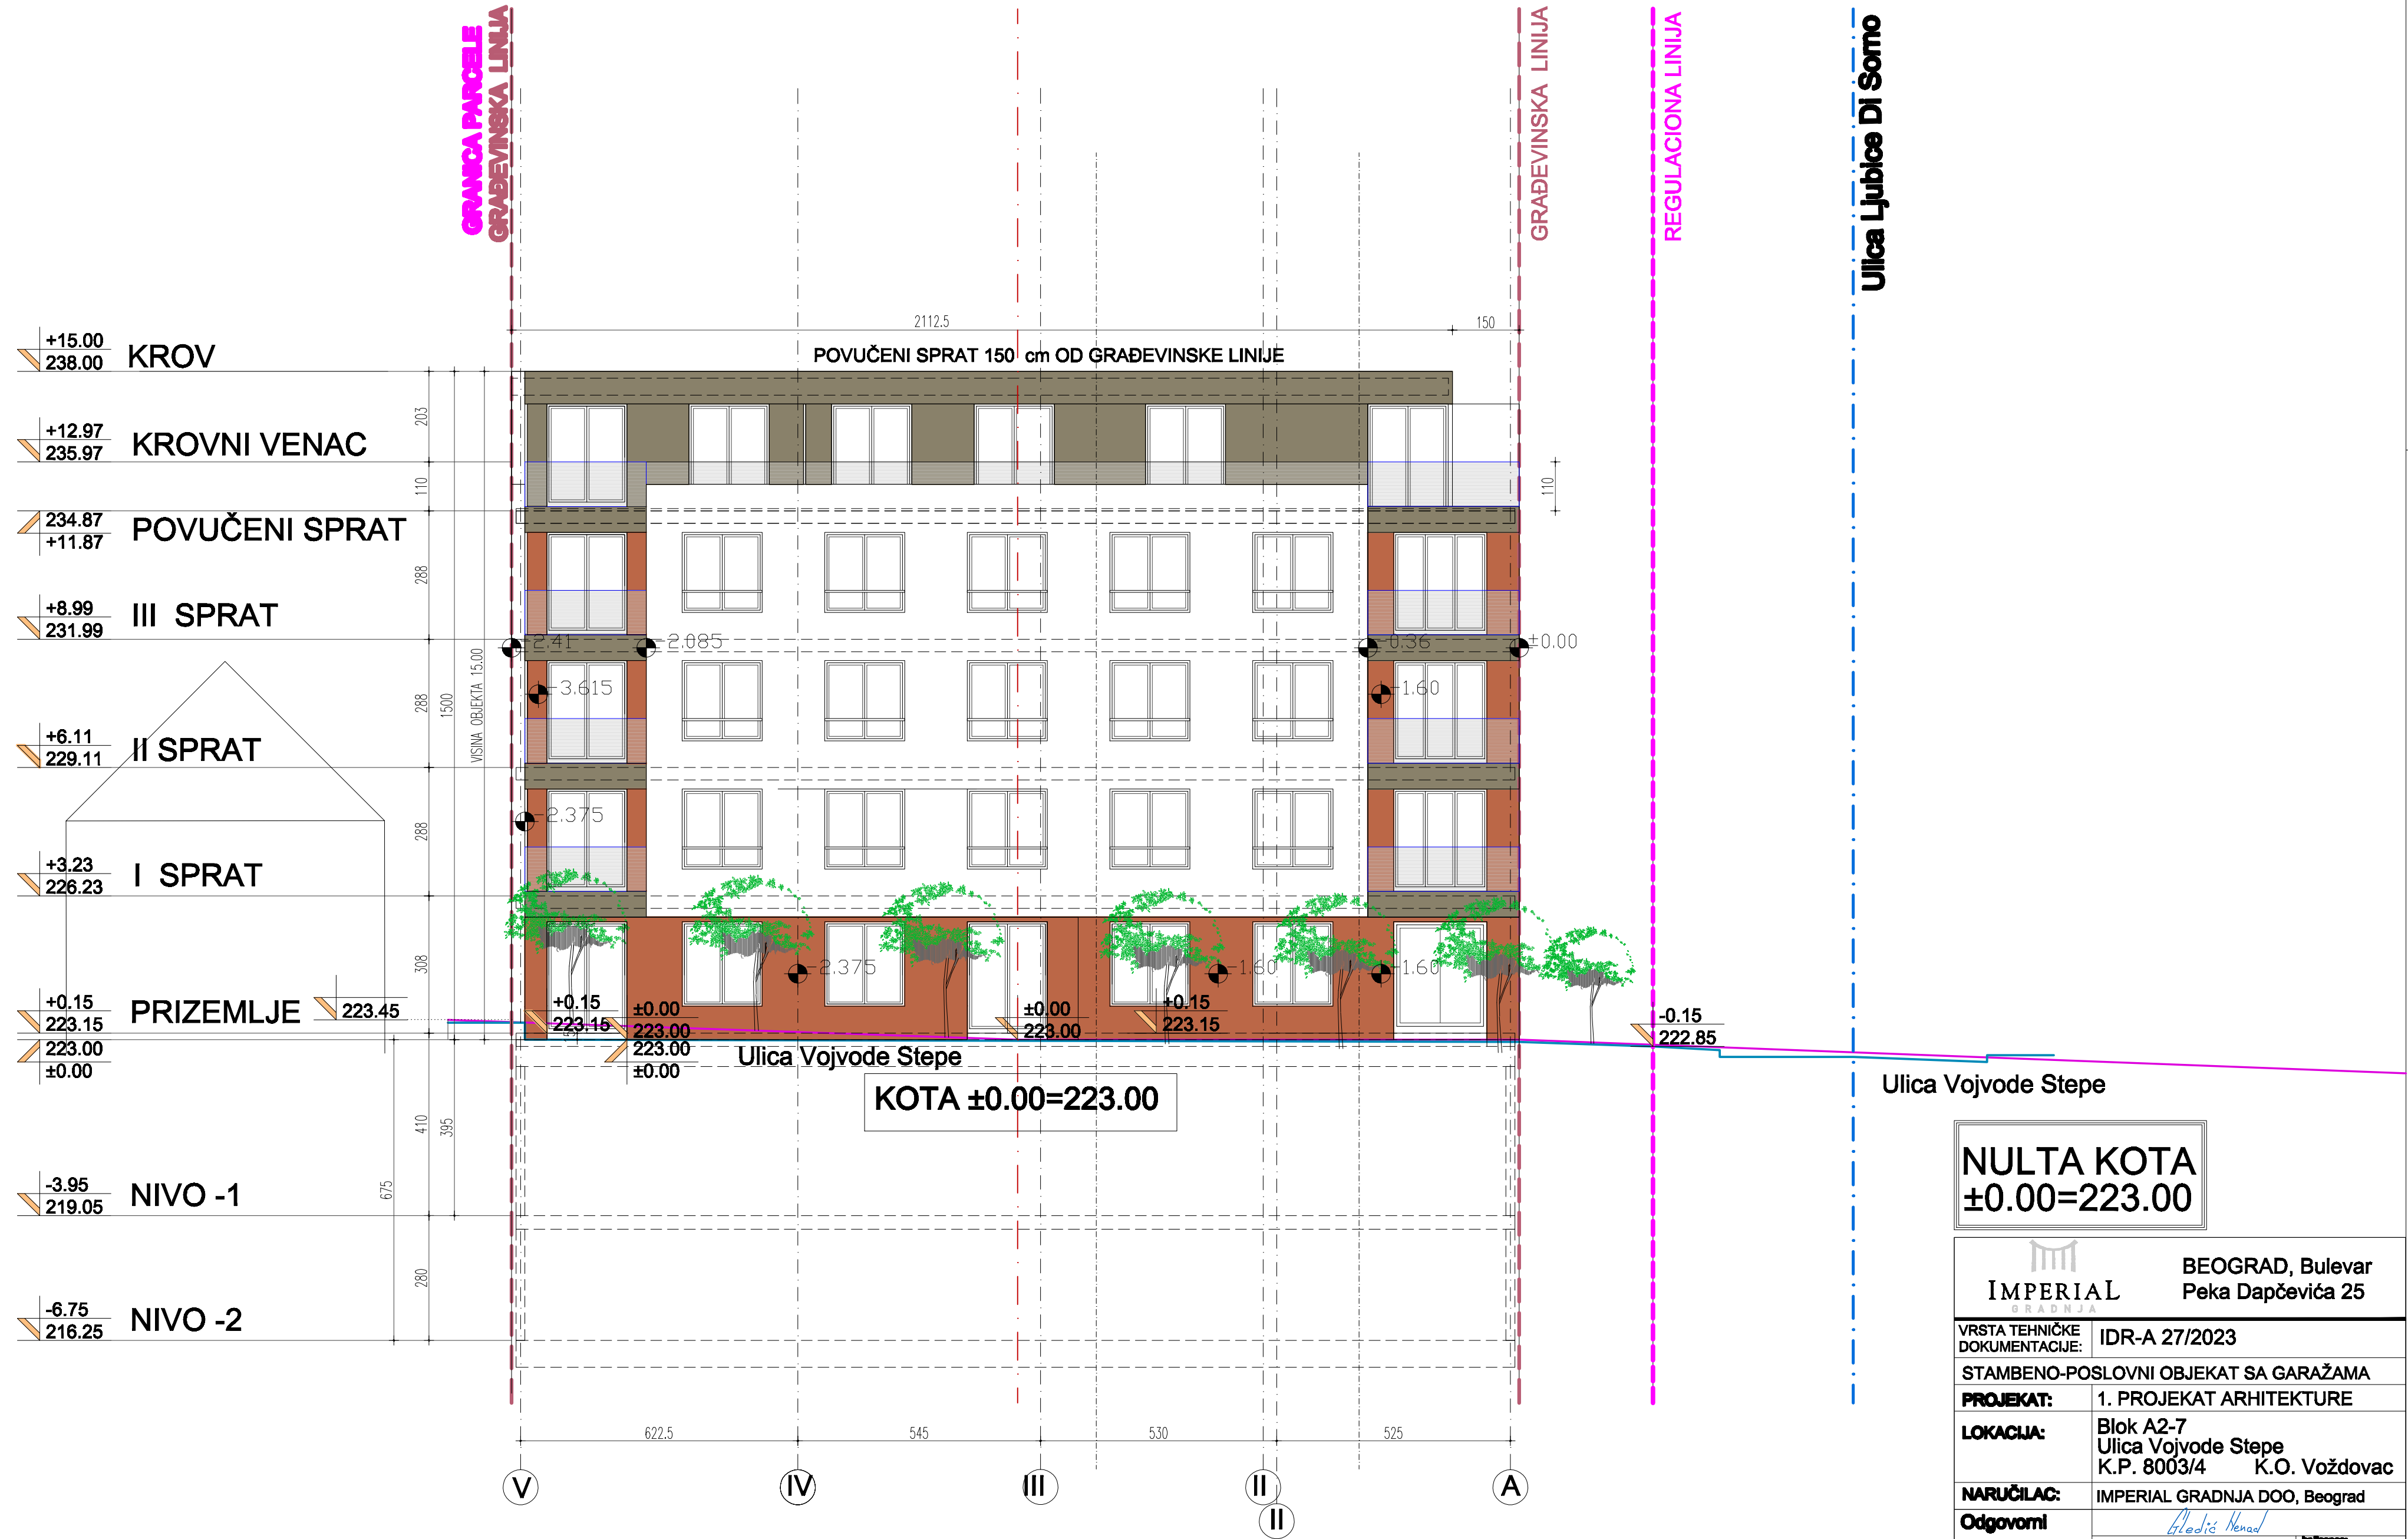 GRANICA PARCELE
GRAĐEVINSKA LINIJA
GRAĐEVINSKA LINIJA
REGULACIONA LINIJA
Ulica Ljubice Di Sorno
2112.5
150
POVUČENI SPRAT 150 cm OD GRAĐEVINSKE LINIJE
+15.00
238.00
KROV
+12.97
235.97
KROVNI VENAC
234.87
+11.87
POVUČENI SPRAT
+8.99
231.99
III SPRAT
+6.11
229.11
II SPRAT
+3.23
226.23
I SPRAT
+0.15
223.15
PRIZEMLJE
223.45
223.00
±0.00
-3.95
219.05
NIVO -1
-6.75
216.25
NIVO -2
203
110
288
288
288
308
410
280
1500
395
675
VISINA OBJEKTA 15.00
110
-2.41
-2.085
-0.36
±0.00
-3.615
-1.60
-2.375
-2.375
-1.60
-1.60
+0.15
223.15
±0.00
223.00
223.00
±0.00
±0.00
223.00
+0.15
223.15
-0.15
222.85
Ulica Vojvode Stepe
KOTA ±0.00=223.00
Ulica Vojvode Stepe
622.5
545
530
525
V
IV
III
II
II
A
NULTA KOTA
±0.00=223.00
IMPERIAL
GRADNJA
BEOGRAD, Bulevar
Peka Dapčevića 25
VRSTA TEHNIČKE
DOKUMENTACIJE:
IDR-A 27/2023
STAMBENO-POSLOVNI OBJEKAT SA GARAŽAMA
PROJEKAT:
1. PROJEKAT ARHITEKTURE
LOKACIJA:
Blok A2-7
Ulica Vojvode Stepe
K.P. 8003/4 K.O. Voždovac
NARUČILAC:
IMPERIAL GRADNJA DOO, Beograd
Odgovorni
Gledić Nenad